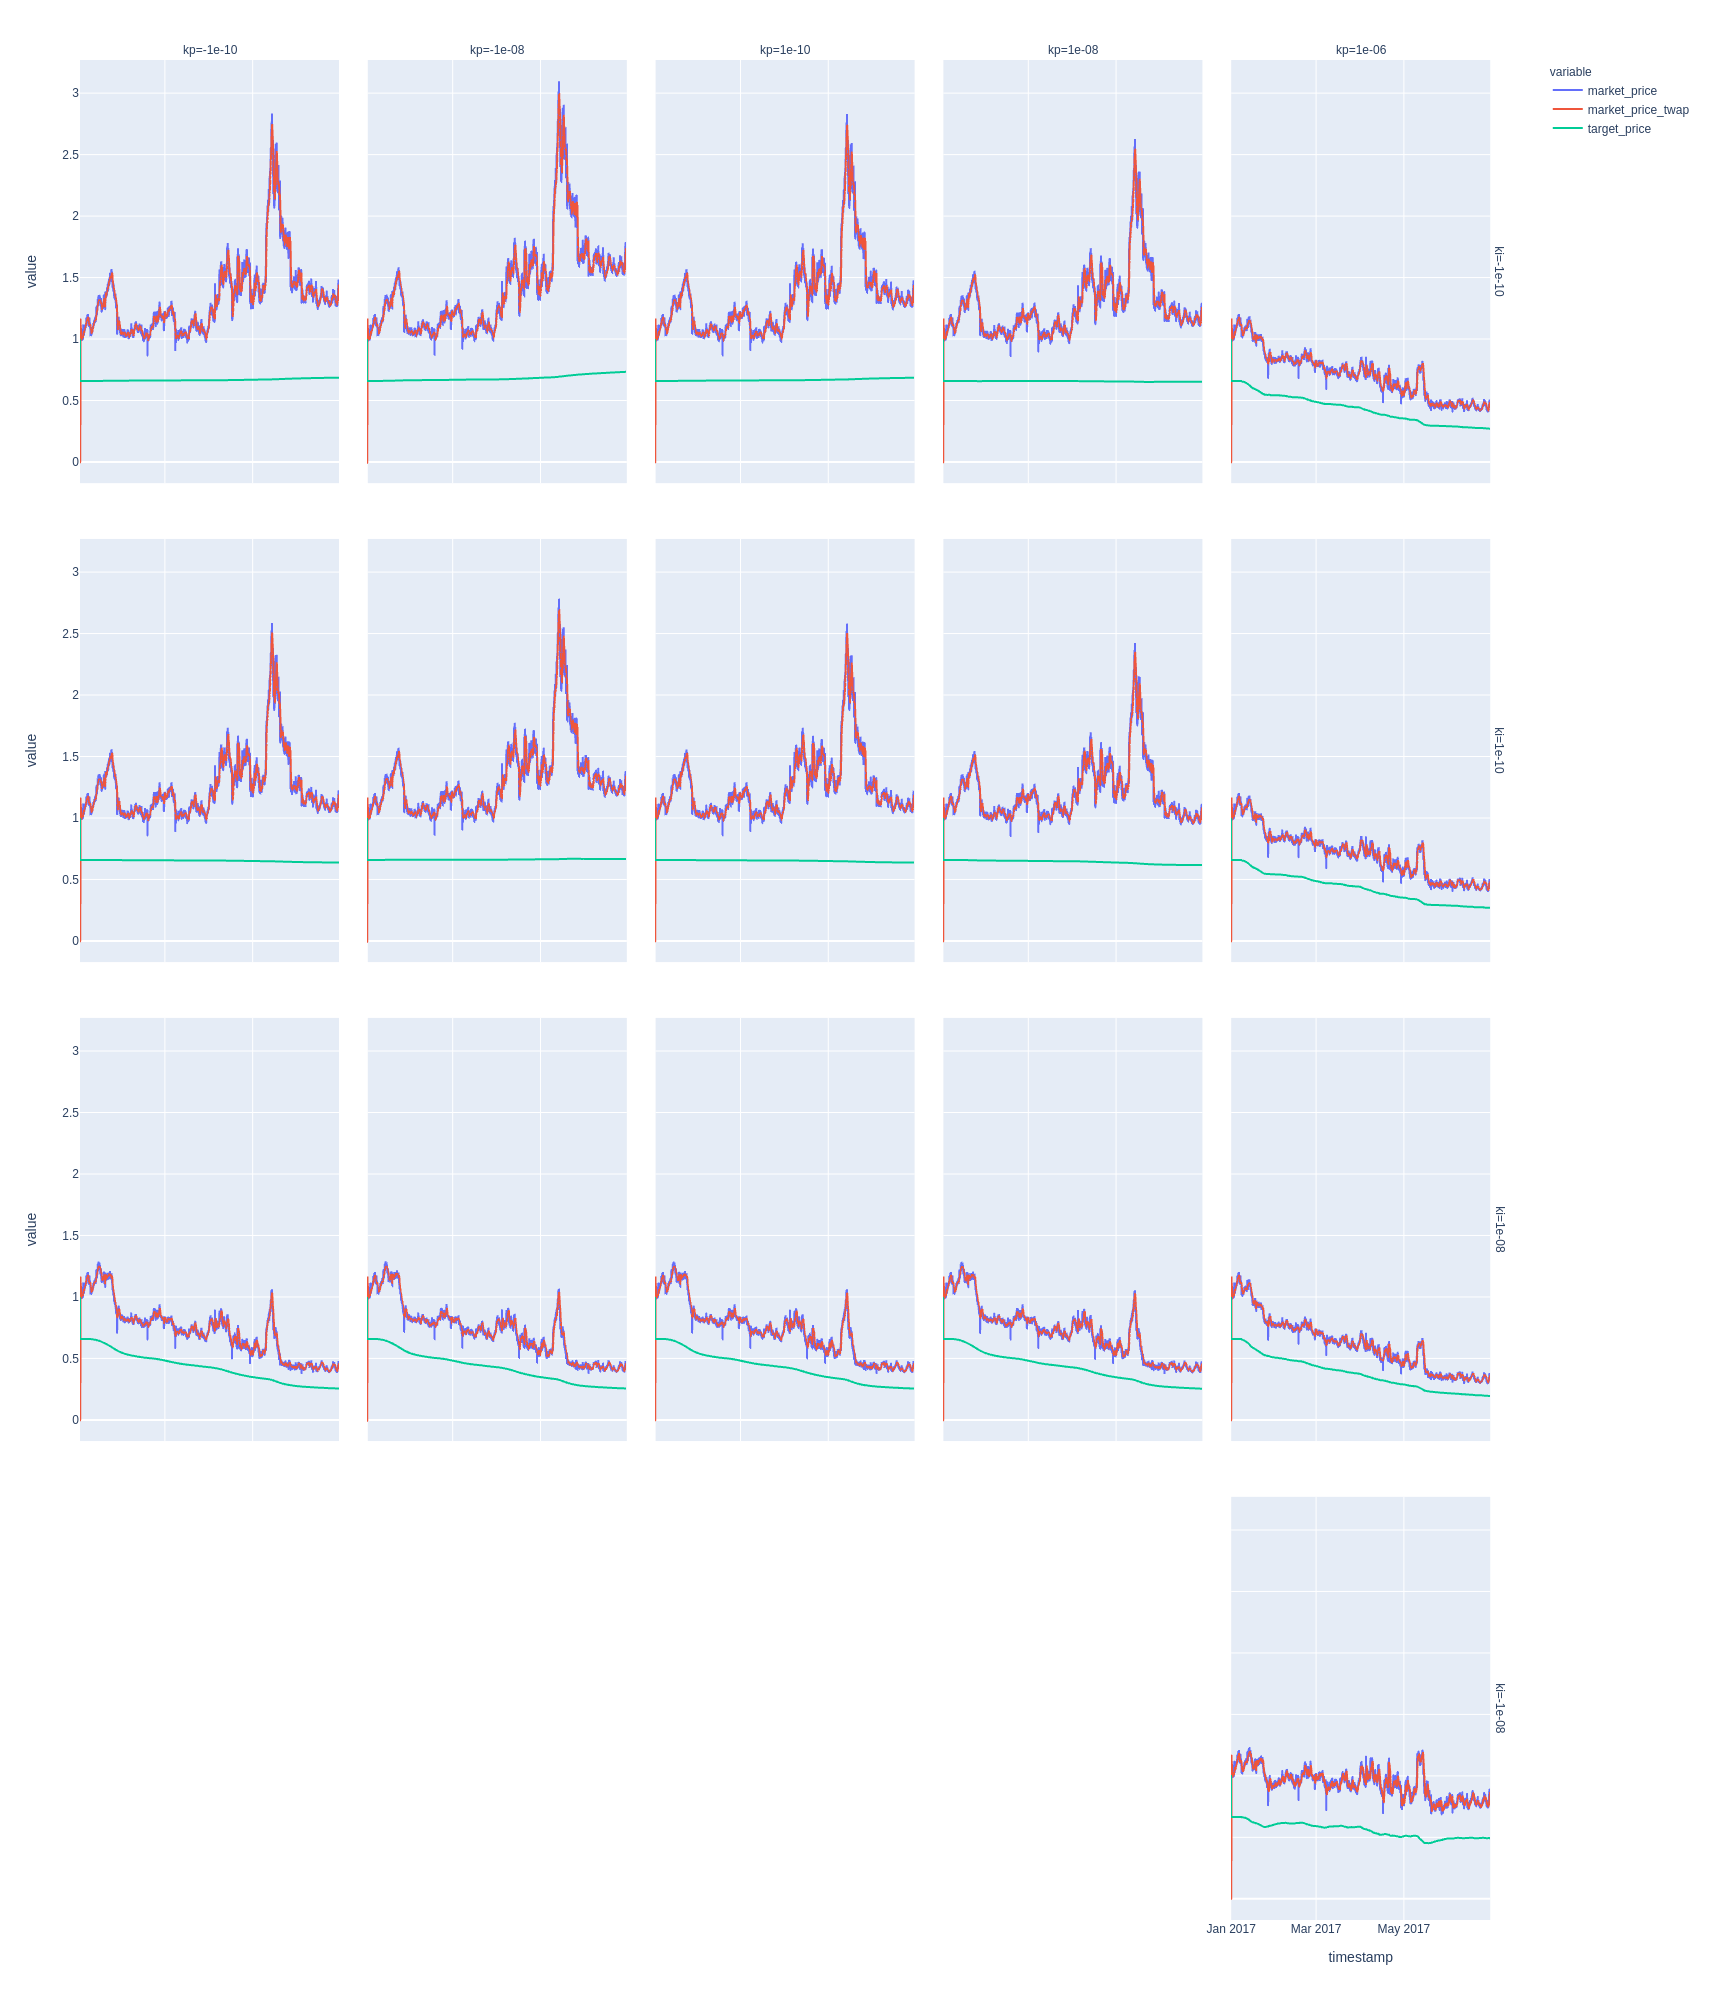 kp=-1e-10 kp=-1e-08 kp=1e-10 kp=1e-08 kp=1e-06
variable
market_price
market_price_twap
target_price
value
3
2.5
2
1.5
1
0.5
0
ki=-1e-10
value
3
2.5
2
1.5
1
0.5
0
ki=1e-10
value
3
2.5
2
1.5
1
0.5
0
ki=1e-08
ki=-1e-08
Jan 2017 Mar 2017 May 2017
timestamp